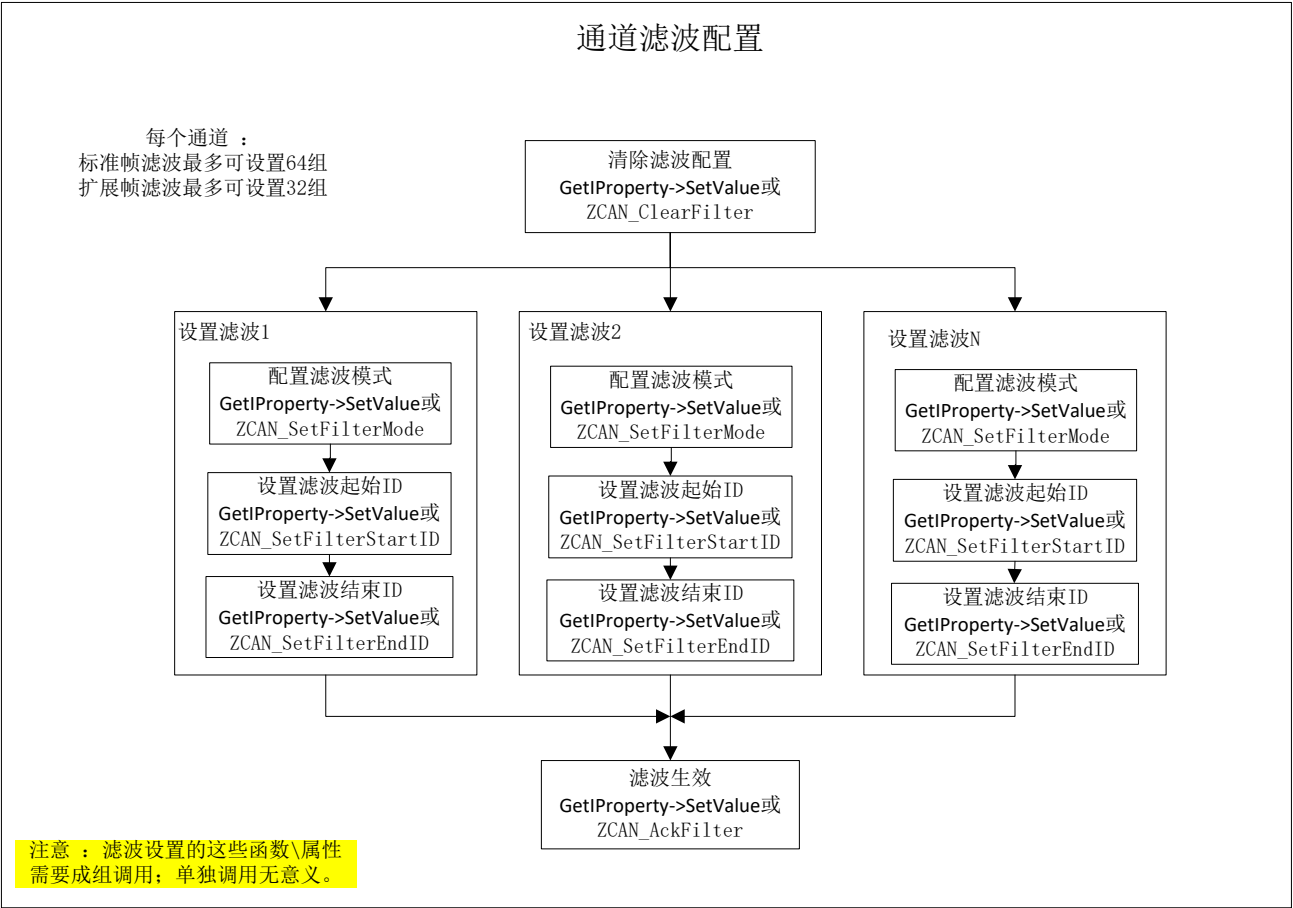 通道滤波配置
每个通道 ：
标准帧滤波最多可设置64组
扩展帧滤波最多可设置32组
清除滤波配置
GetIProperty->SetValue或
ZCAN_ClearFilter
设置滤波1
配置滤波模式
GetIProperty->SetValue或
ZCAN_SetFilterMode
设置滤波起始ID
GetIProperty->SetValue或
ZCAN_SetFilterStartID
设置滤波结束ID
GetIProperty->SetValue或
ZCAN_SetFilterEndID
设置滤波2
配置滤波模式
GetIProperty->SetValue或
ZCAN_SetFilterMode
设置滤波起始ID
GetIProperty->SetValue或
ZCAN_SetFilterStartID
设置滤波结束ID
GetIProperty->SetValue或
ZCAN_SetFilterEndID
设置滤波N
配置滤波模式
GetIProperty->SetValue或
ZCAN_SetFilterMode
设置滤波起始ID
GetIProperty->SetValue或
ZCAN_SetFilterStartID
设置滤波结束ID
GetIProperty->SetValue或
ZCAN_SetFilterEndID
滤波生效
GetIProperty->SetValue或
ZCAN_AckFilter
注意 ：滤波设置的这些函数\属性
需要成组调用；单独调用无意义。